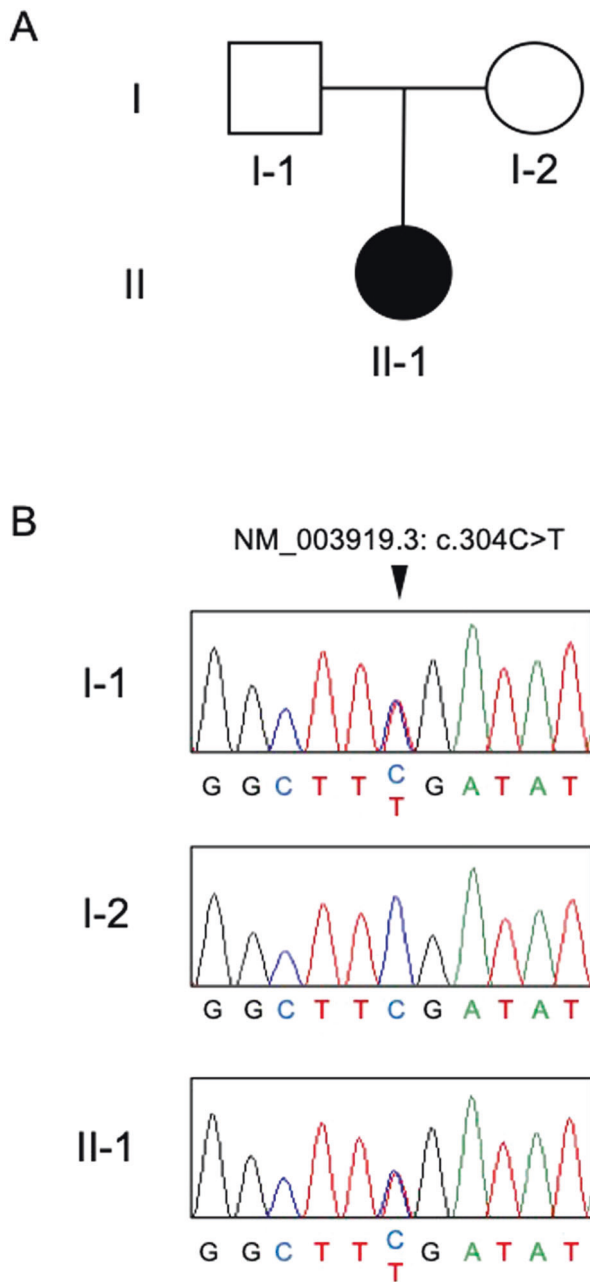 A
I
I-1
I-2
II
II-1
B
NM_003919.3: c.304C>T
I-1
G G C T T C G A T A T
T
I-2
G G C T T C G A T A T
II-1
G G C T T C G A T A T
T